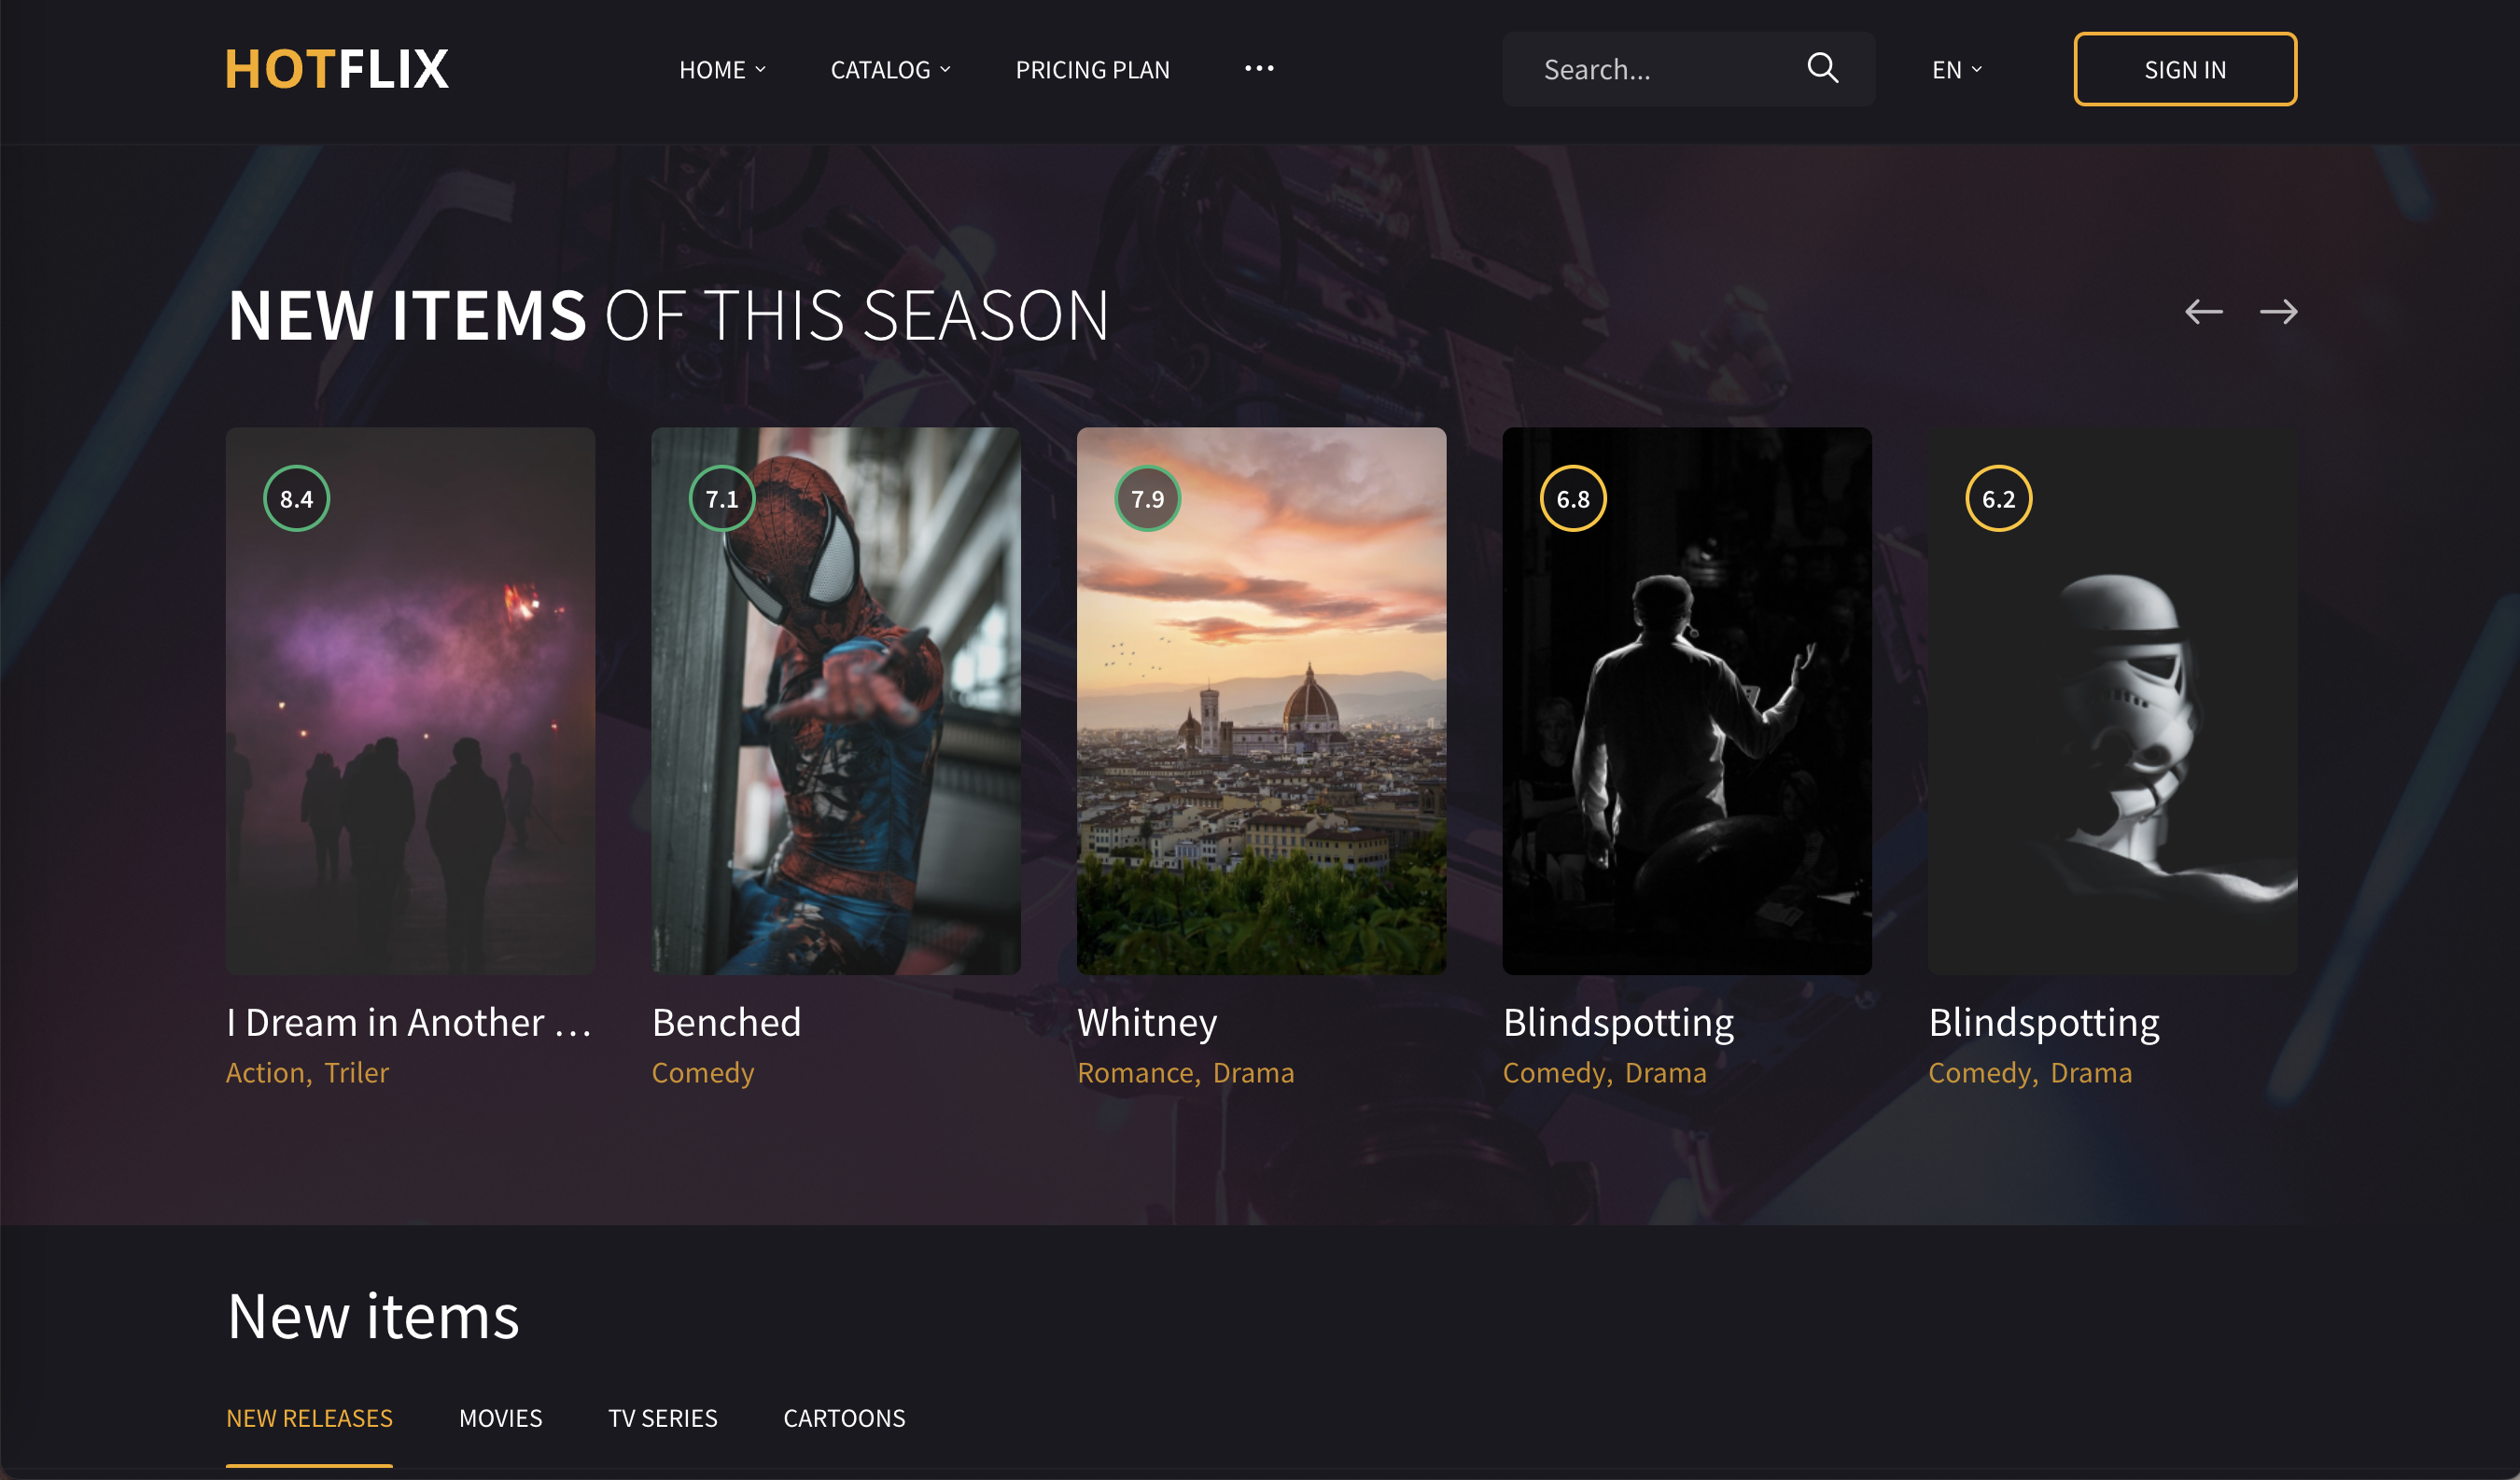 HOTFLIX
HOME
CATALOG
PRICING PLAN
...
Search...
EN
SIGN IN
NEW ITEMS OF THIS SEASON
8.4
7.1
7.9
6.8
6.2
I Dream in Another …
Action, Triler
Benched
Comedy
Whitney
Romance, Drama
Blindspotting
Comedy, Drama
Blindspotting
Comedy, Drama
New items
NEW RELEASES
MOVIES
TV SERIES
CARTOONS